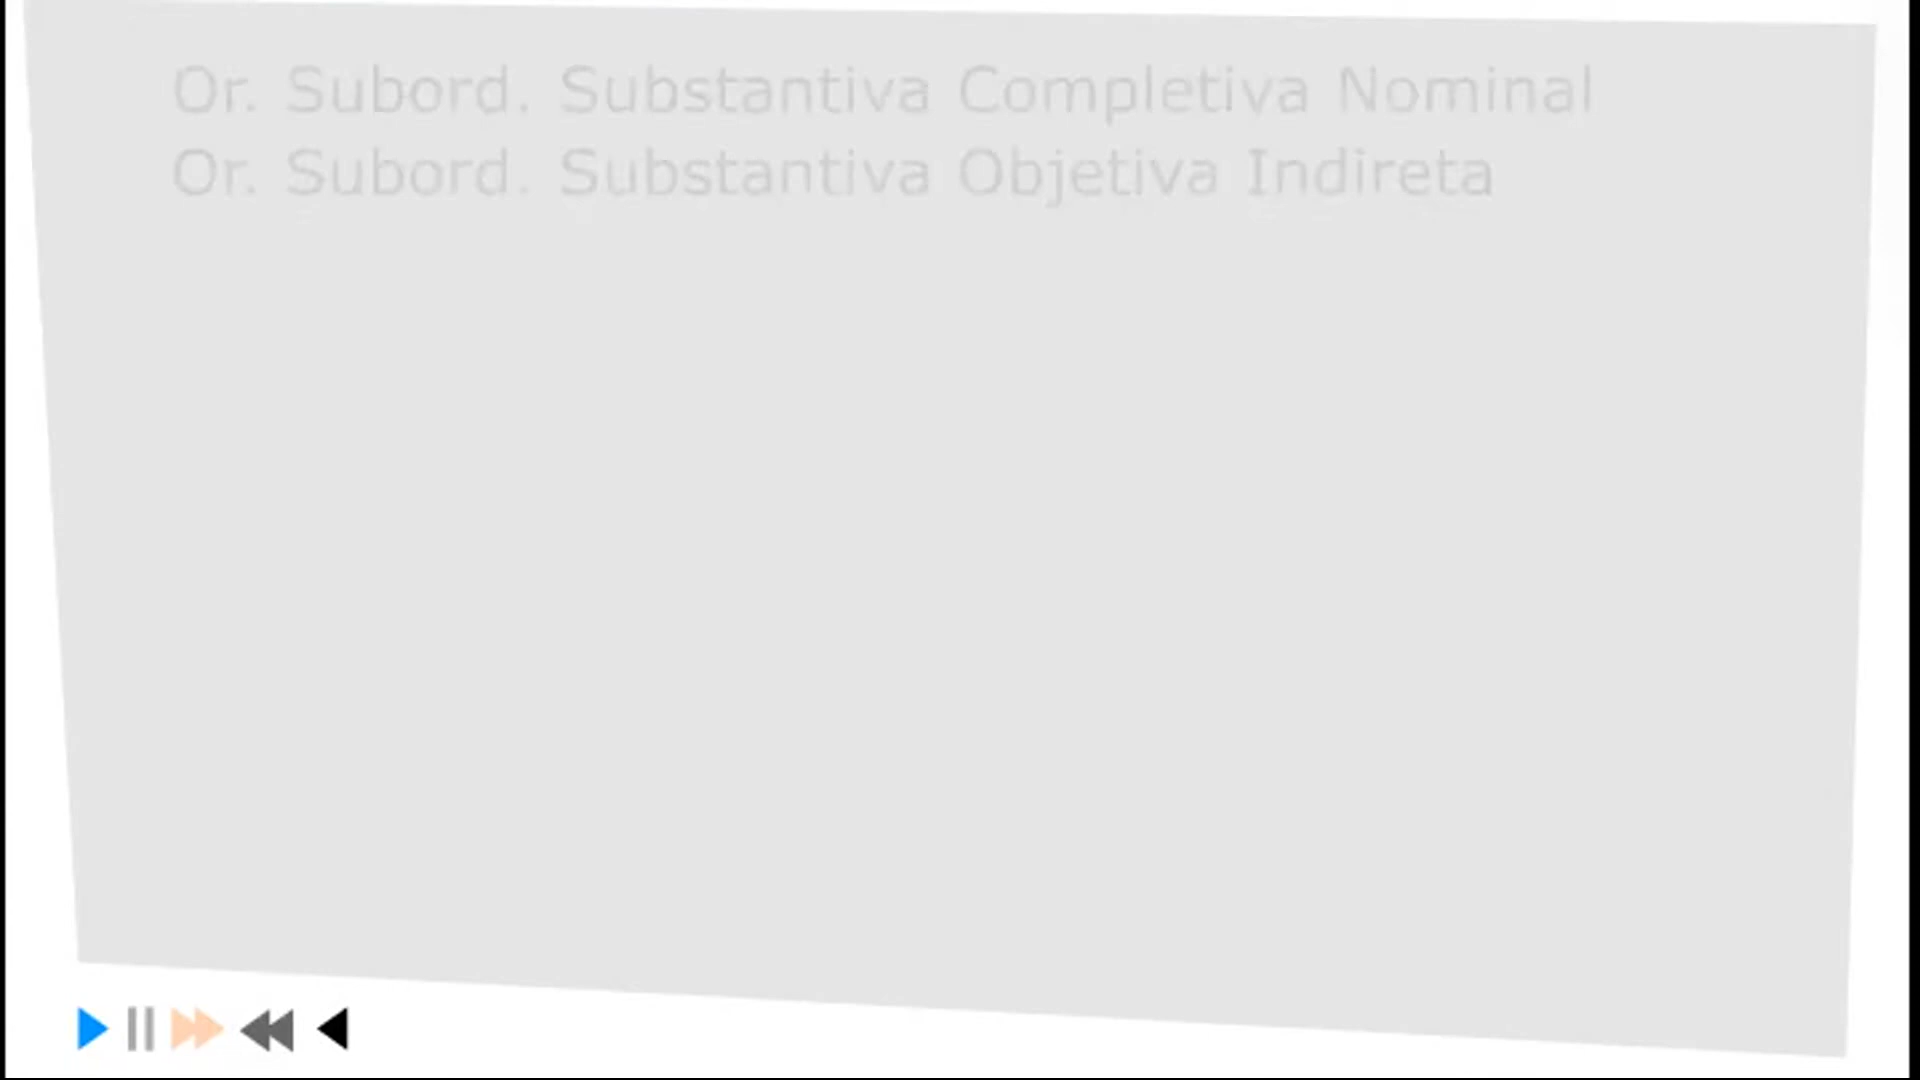 Or. Subord. Substantiva Completiva Nominal
Or. Subord. Substantiva Objetiva Indireta